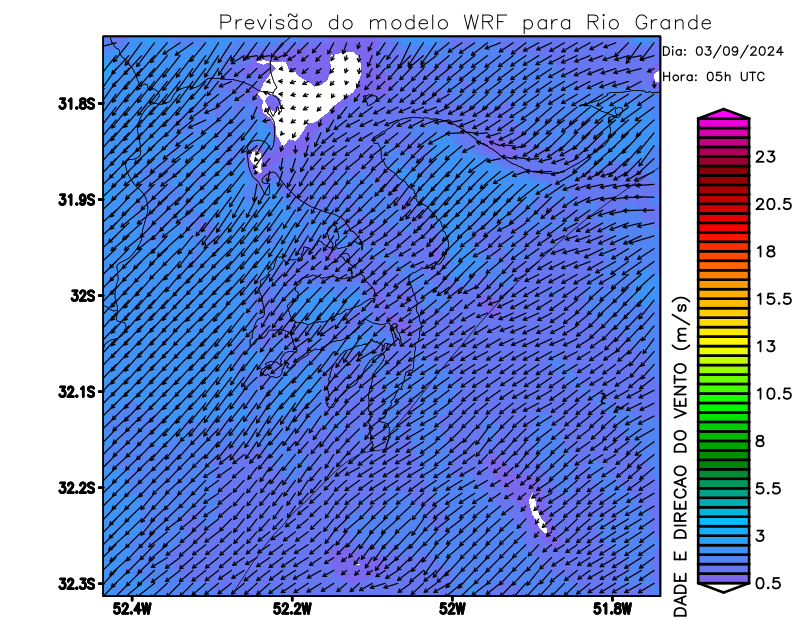 Previsão do modelo WRF para Rio Grande
Dia: 03/09/2024
Hora: 05h UTC
31.8S
31.9S
32S
32.1S
32.2S
32.3S
52.4W
52.2W
52W
51.8W
23
20.5
18
15.5
13
10.5
8
5.5
3
0.5
DADE E DIRECAO DO VENTO (m/s)